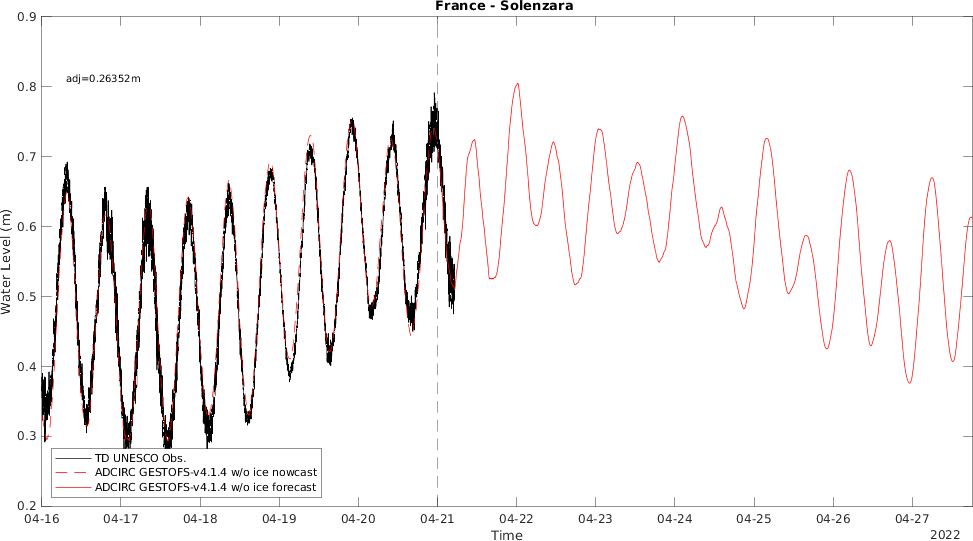 France - Solenzara
0.9
0.8
0.7
0.6
0.5
0.4
0.3
0.2
Water Level (m)
adj=0.26352m
TD UNESCO Obs.
ADCIRC GESTOFS-v4.1.4 w/o ice nowcast
ADCIRC GESTOFS-v4.1.4 w/o ice forecast
04-16 04-17 04-18 04-19 04-20 04-21 04-22 04-23 04-24 04-25 04-26 04-27
Time
2022